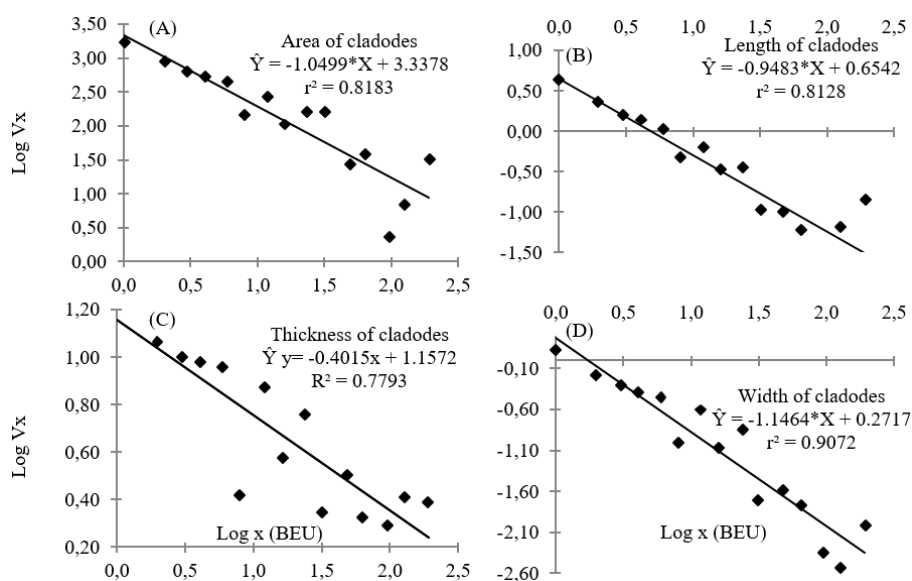 (A)
Area of cladodes
Ŷ = -1.0499*X + 3.3378
r² = 0.8183
3,50
3,00
2,50
2,00
1,50
1,00
0,50
0,00
Log Vx
0,0 0,5 1,0 1,5 2,0 2,5
0,0 0,5 1,0 1,5 2,0 2,5
(B)
Length of cladodes
Ŷ = -0.9483*X + 0.6542
r² = 0.8128
1,00
0,50
0,00
-0,50
-1,00
-1,50
(C)
Thickness of cladodes
Ŷ y= -0.4015x + 1.1572
R² = 0.7793
1,20
1,00
0,80
0,60
0,40
0,20
Log Vx
Log x (BEU)
0,0 0,5 1,0 1,5 2,0 2,5
0,0 0,5 1,0 1,5 2,0 2,5
(D)
Width of cladodes
Ŷ = -1.1464*X + 0.2717
r² = 0.9072
-0,10
-0,60
-1,10
-1,60
-2,10
-2,60
Log x (BEU)